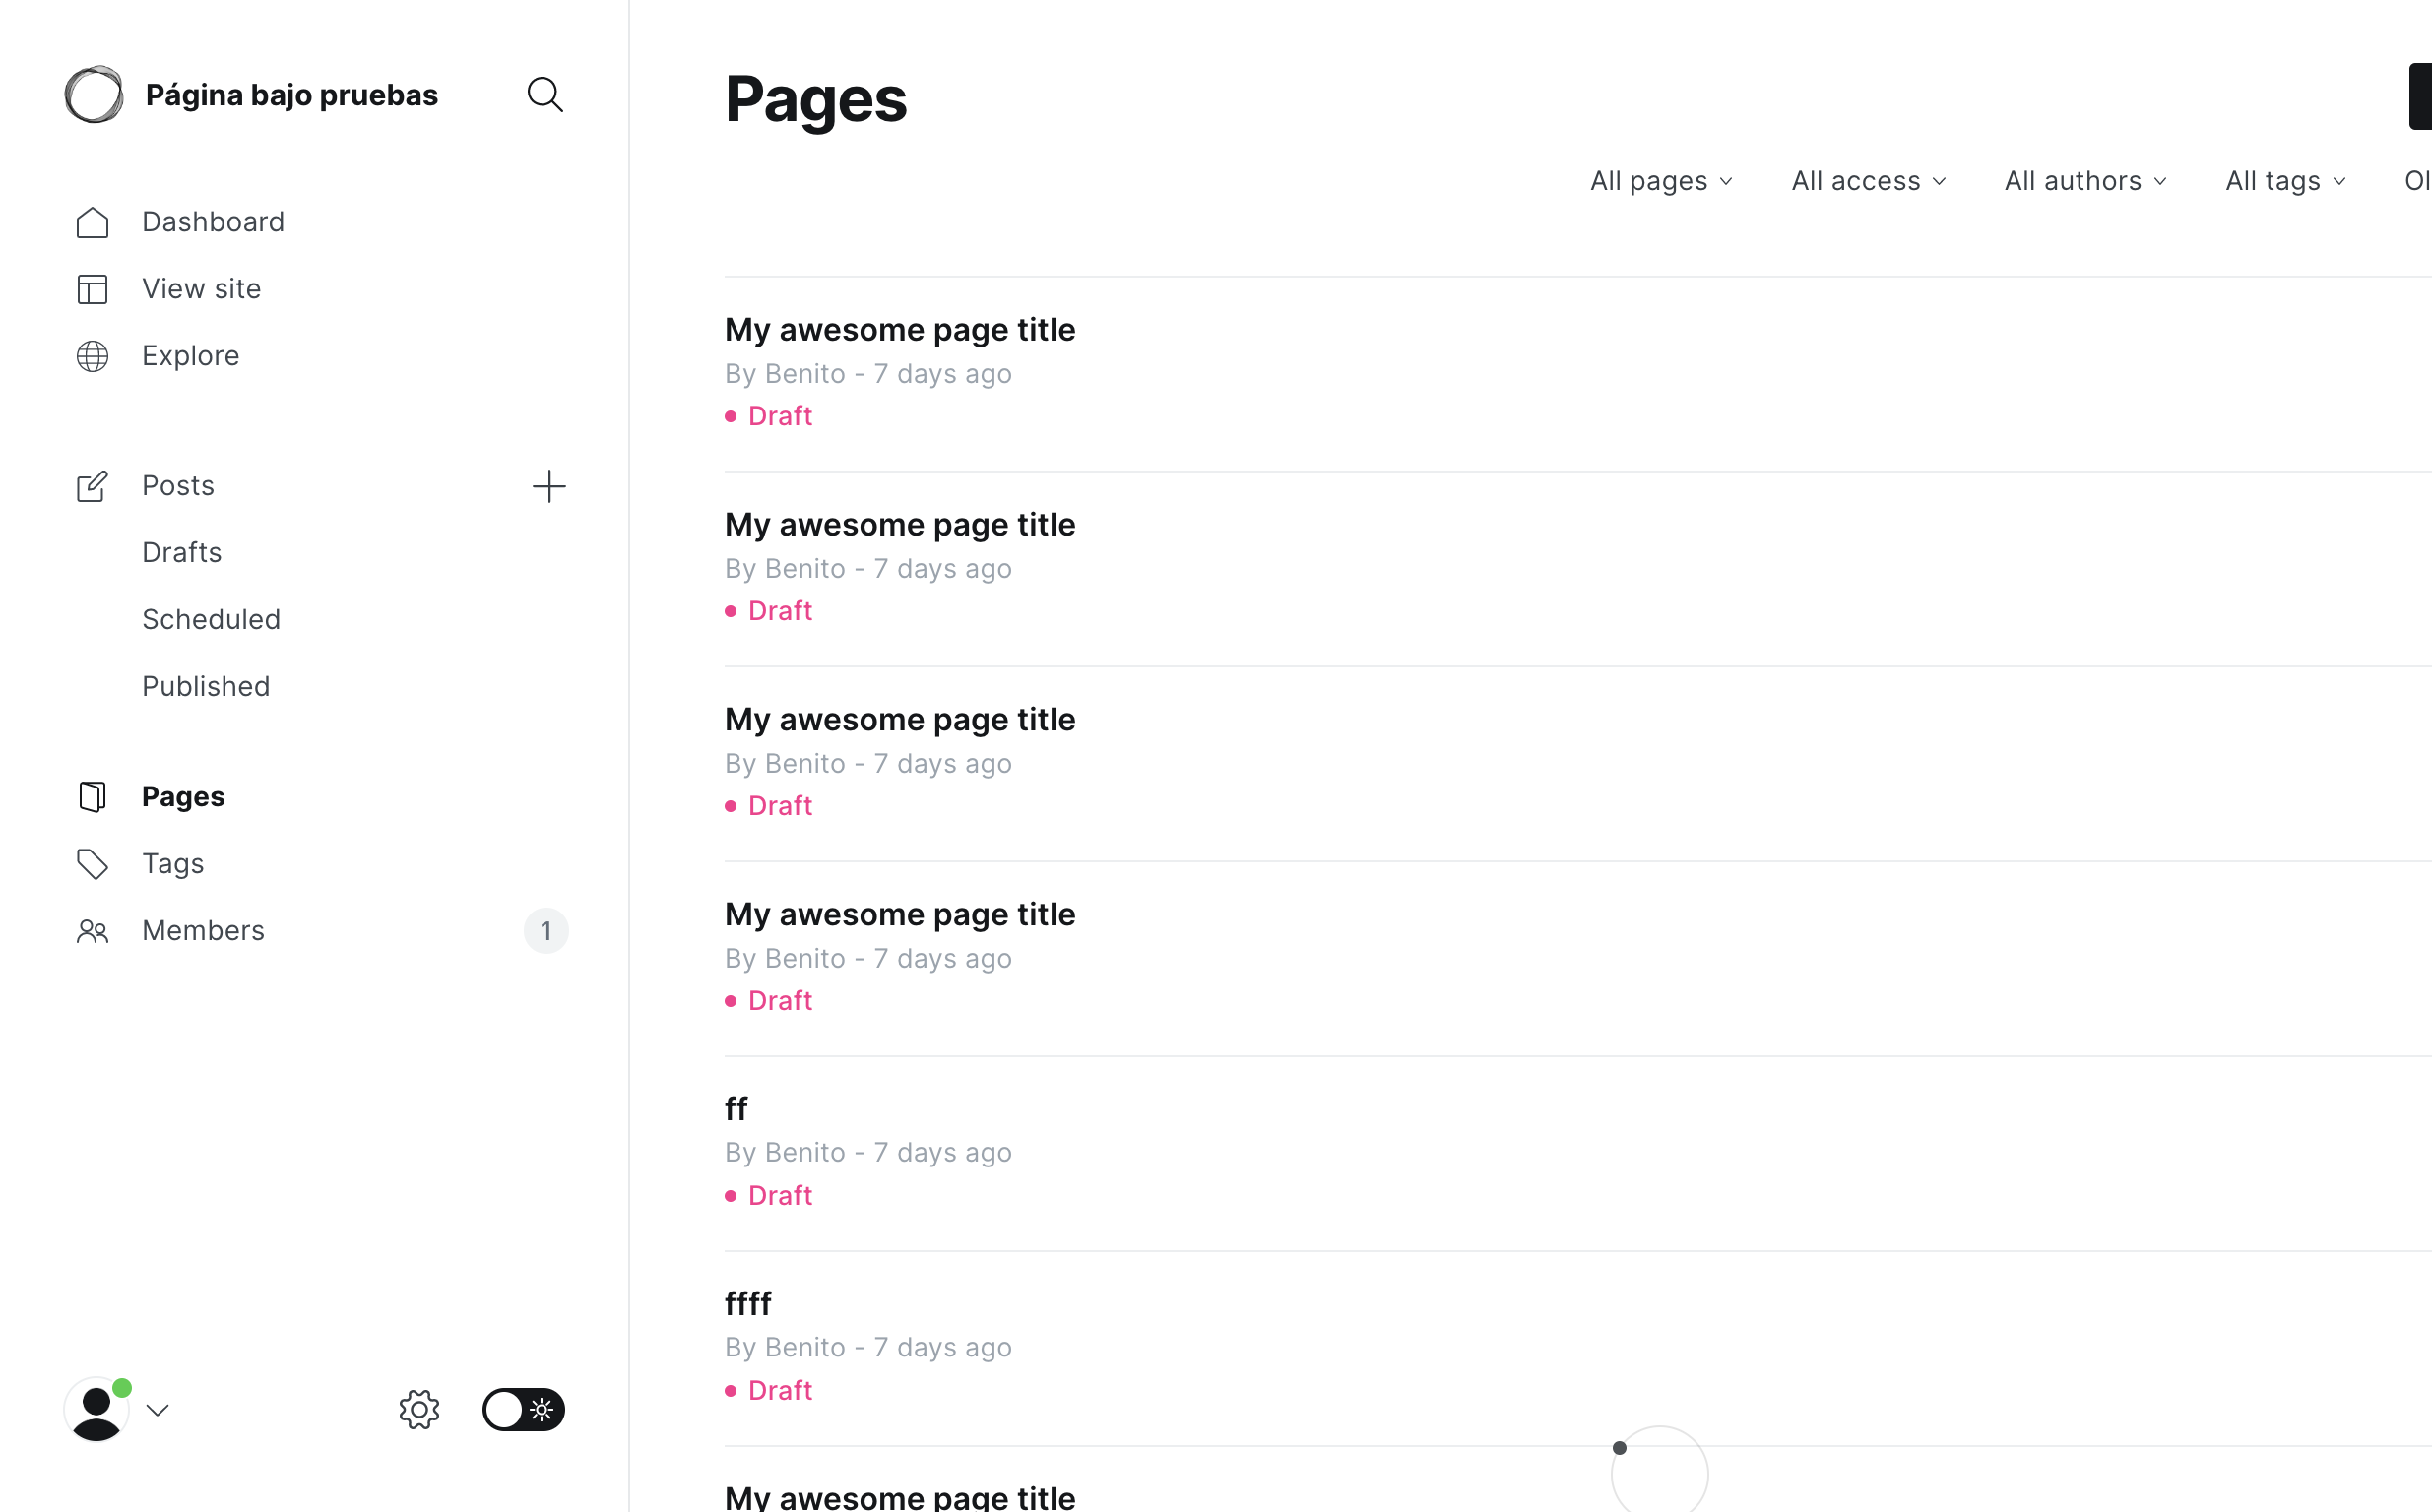 Página bajo pruebas
Dashboard
View site
Explore
Posts
Drafts
Scheduled
Published
Pages
Tags
Members
1
Pages
All pages
All access
All authors
All tags
My awesome page title
By Benito - 7 days ago
Draft
My awesome page title
By Benito - 7 days ago
Draft
My awesome page title
By Benito - 7 days ago
Draft
My awesome page title
By Benito - 7 days ago
Draft
ff
By Benito - 7 days ago
Draft
ffff
By Benito - 7 days ago
Draft
My awesome page title